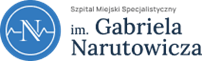 N
Szpital Miejski Specjalistyczny
im. Gabriela
Narutowicza